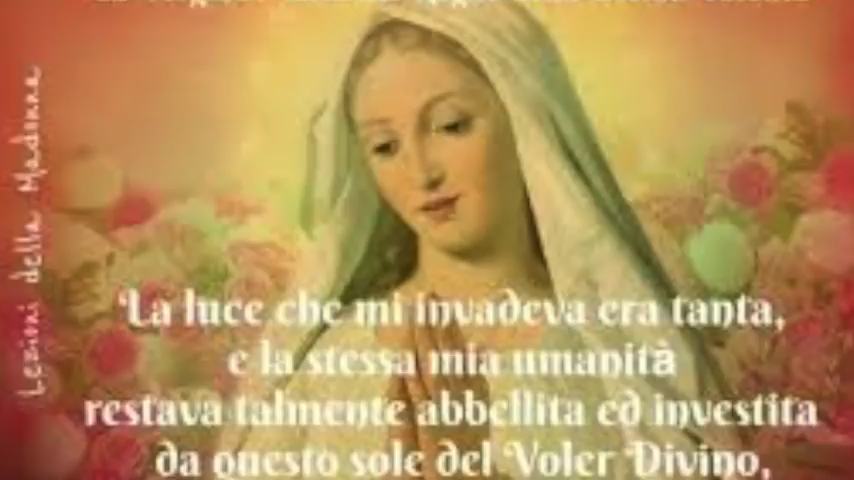 Lezioni della Madonna
La luce che mi invadeva era tanta,
e la stessa mia umanità
restava talmente abbellita ed investita
da questo sole del Voler Divino,